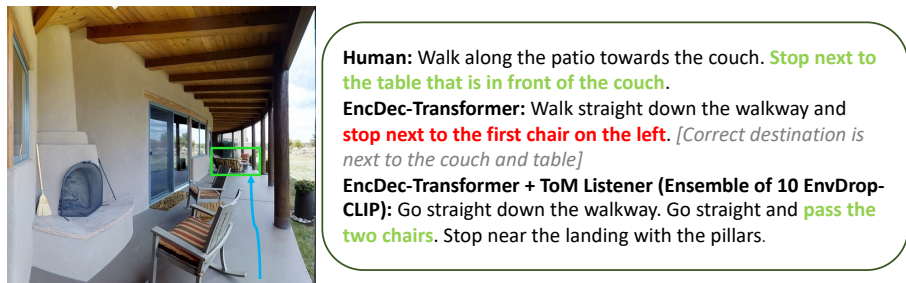 Human: Walk along the patio towards the couch. Stop next to
the table that is in front of the couch.
EncDec-Transformer: Walk straight down the walkway and
stop next to the first chair on the left. [Correct destination is
next to the couch and table]
EncDec-Transformer + ToM Listener (Ensemble of 10 EnvDrop-
CLIP): Go straight down the walkway. Go straight and pass the
two chairs. Stop near the landing with the pillars.